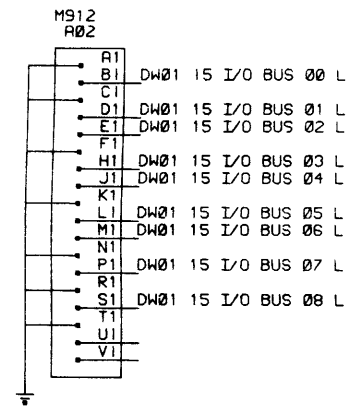 M912
A02
A1
B1 DW01 15 I/O BUS 00 L
C1
D1 DW01 15 I/O BUS 01 L
E1 DW01 15 I/O BUS 02 L
F1
H1 DW01 15 I/O BUS 03 L
J1 DW01 15 I/O BUS 04 L
K1
L1 DW01 15 I/O BUS 05 L
M1 DW01 15 I/O BUS 06 L
N1
P1 DW01 15 I/O BUS 07 L
R1
S1 DW01 15 I/O BUS 08 L
T1
U1
V1